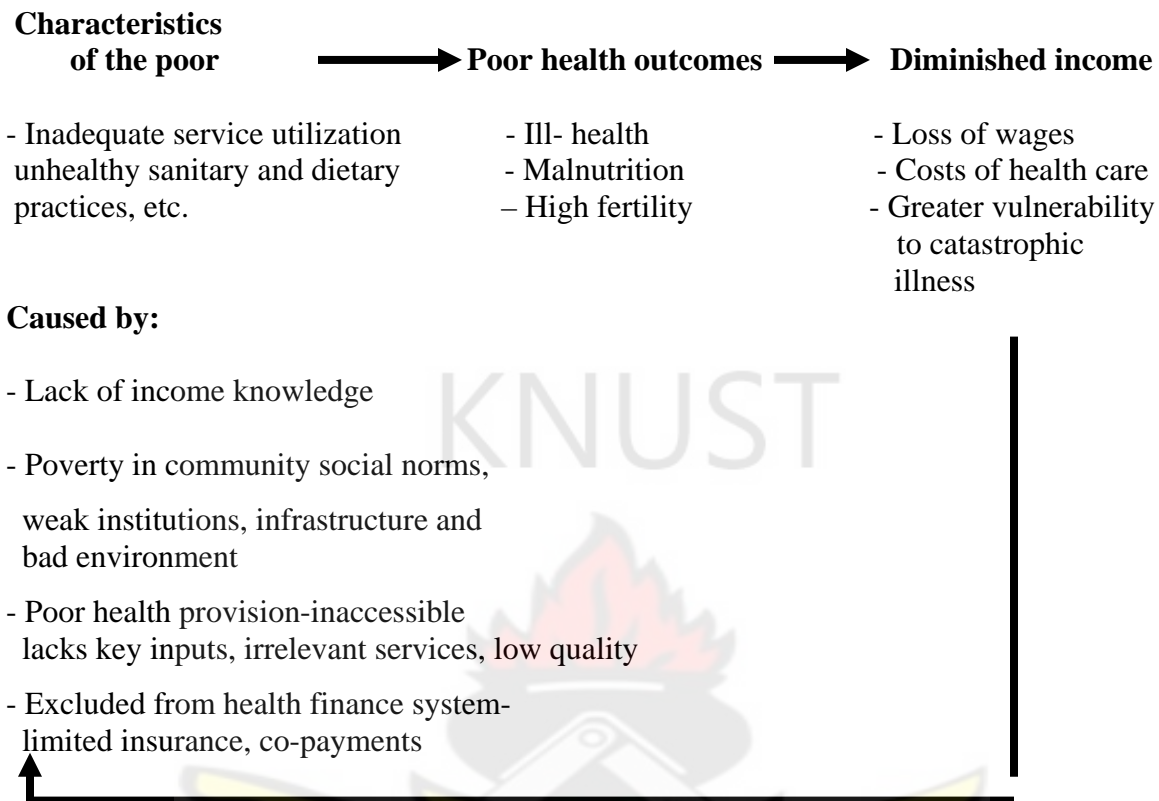 Characteristics
of the poor
Poor health outcomes
Diminished income
- Inadequate service utilization
unhealthy sanitary and dietary
practices, etc.
- Ill- health
- Malnutrition
– High fertility
- Loss of wages
- Costs of health care
- Greater vulnerability
to catastrophic
illness
Caused by:
- Lack of income knowledge
- Poverty in community social norms,
weak institutions, infrastructure and
bad environment
- Poor health provision-inaccessible
lacks key inputs, irrelevant services, low quality
- Excluded from health finance system-
limited insurance, co-payments
KNUST